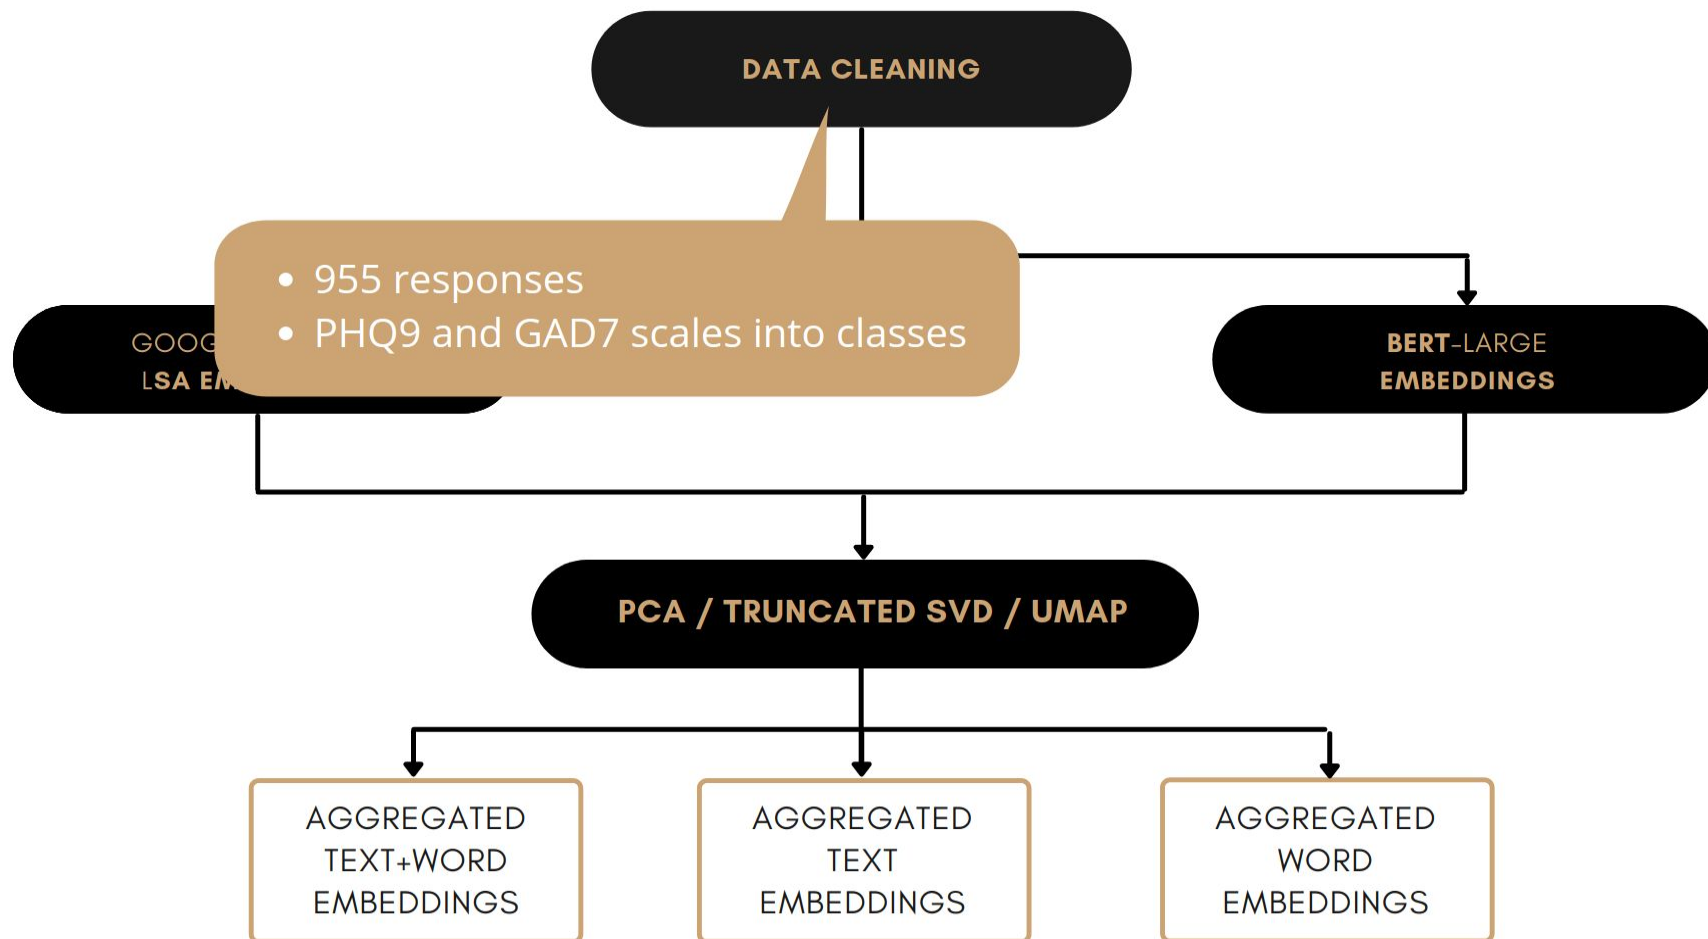 DATA CLEANING
• 955 responses
• PHQ9 and GAD7 scales into classes
LSA
BERT-LARGE
EMBEDDINGS
PCA / TRUNCATED SVD / UMAP
AGGREGATED
TEXT+WORD
EMBEDDINGS
AGGREGATED
TEXT
EMBEDDINGS
AGGREGATED
WORD
EMBEDDINGS